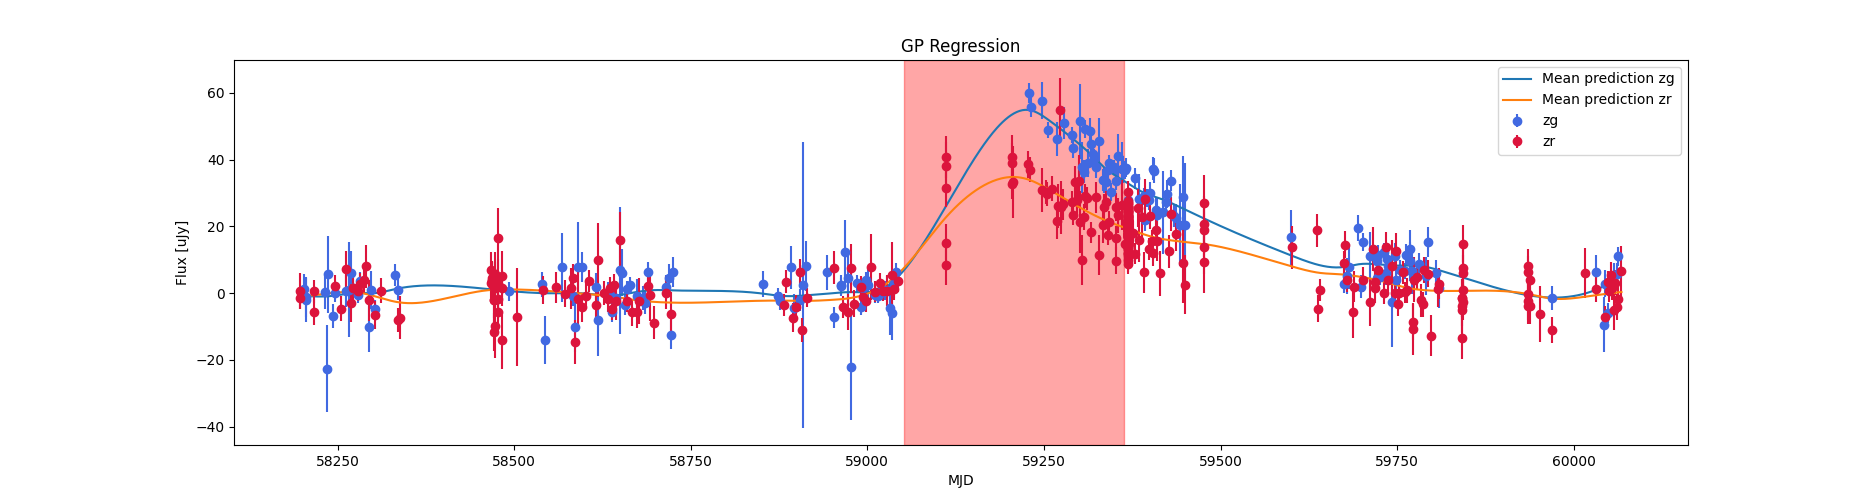 GP Regression
Flux [uJy]
60
40
20
0
−20
−40
Mean prediction zg
Mean prediction zr
zg
zr
58250 58500 58750 59000 59250 59500 59750 60000
MJD